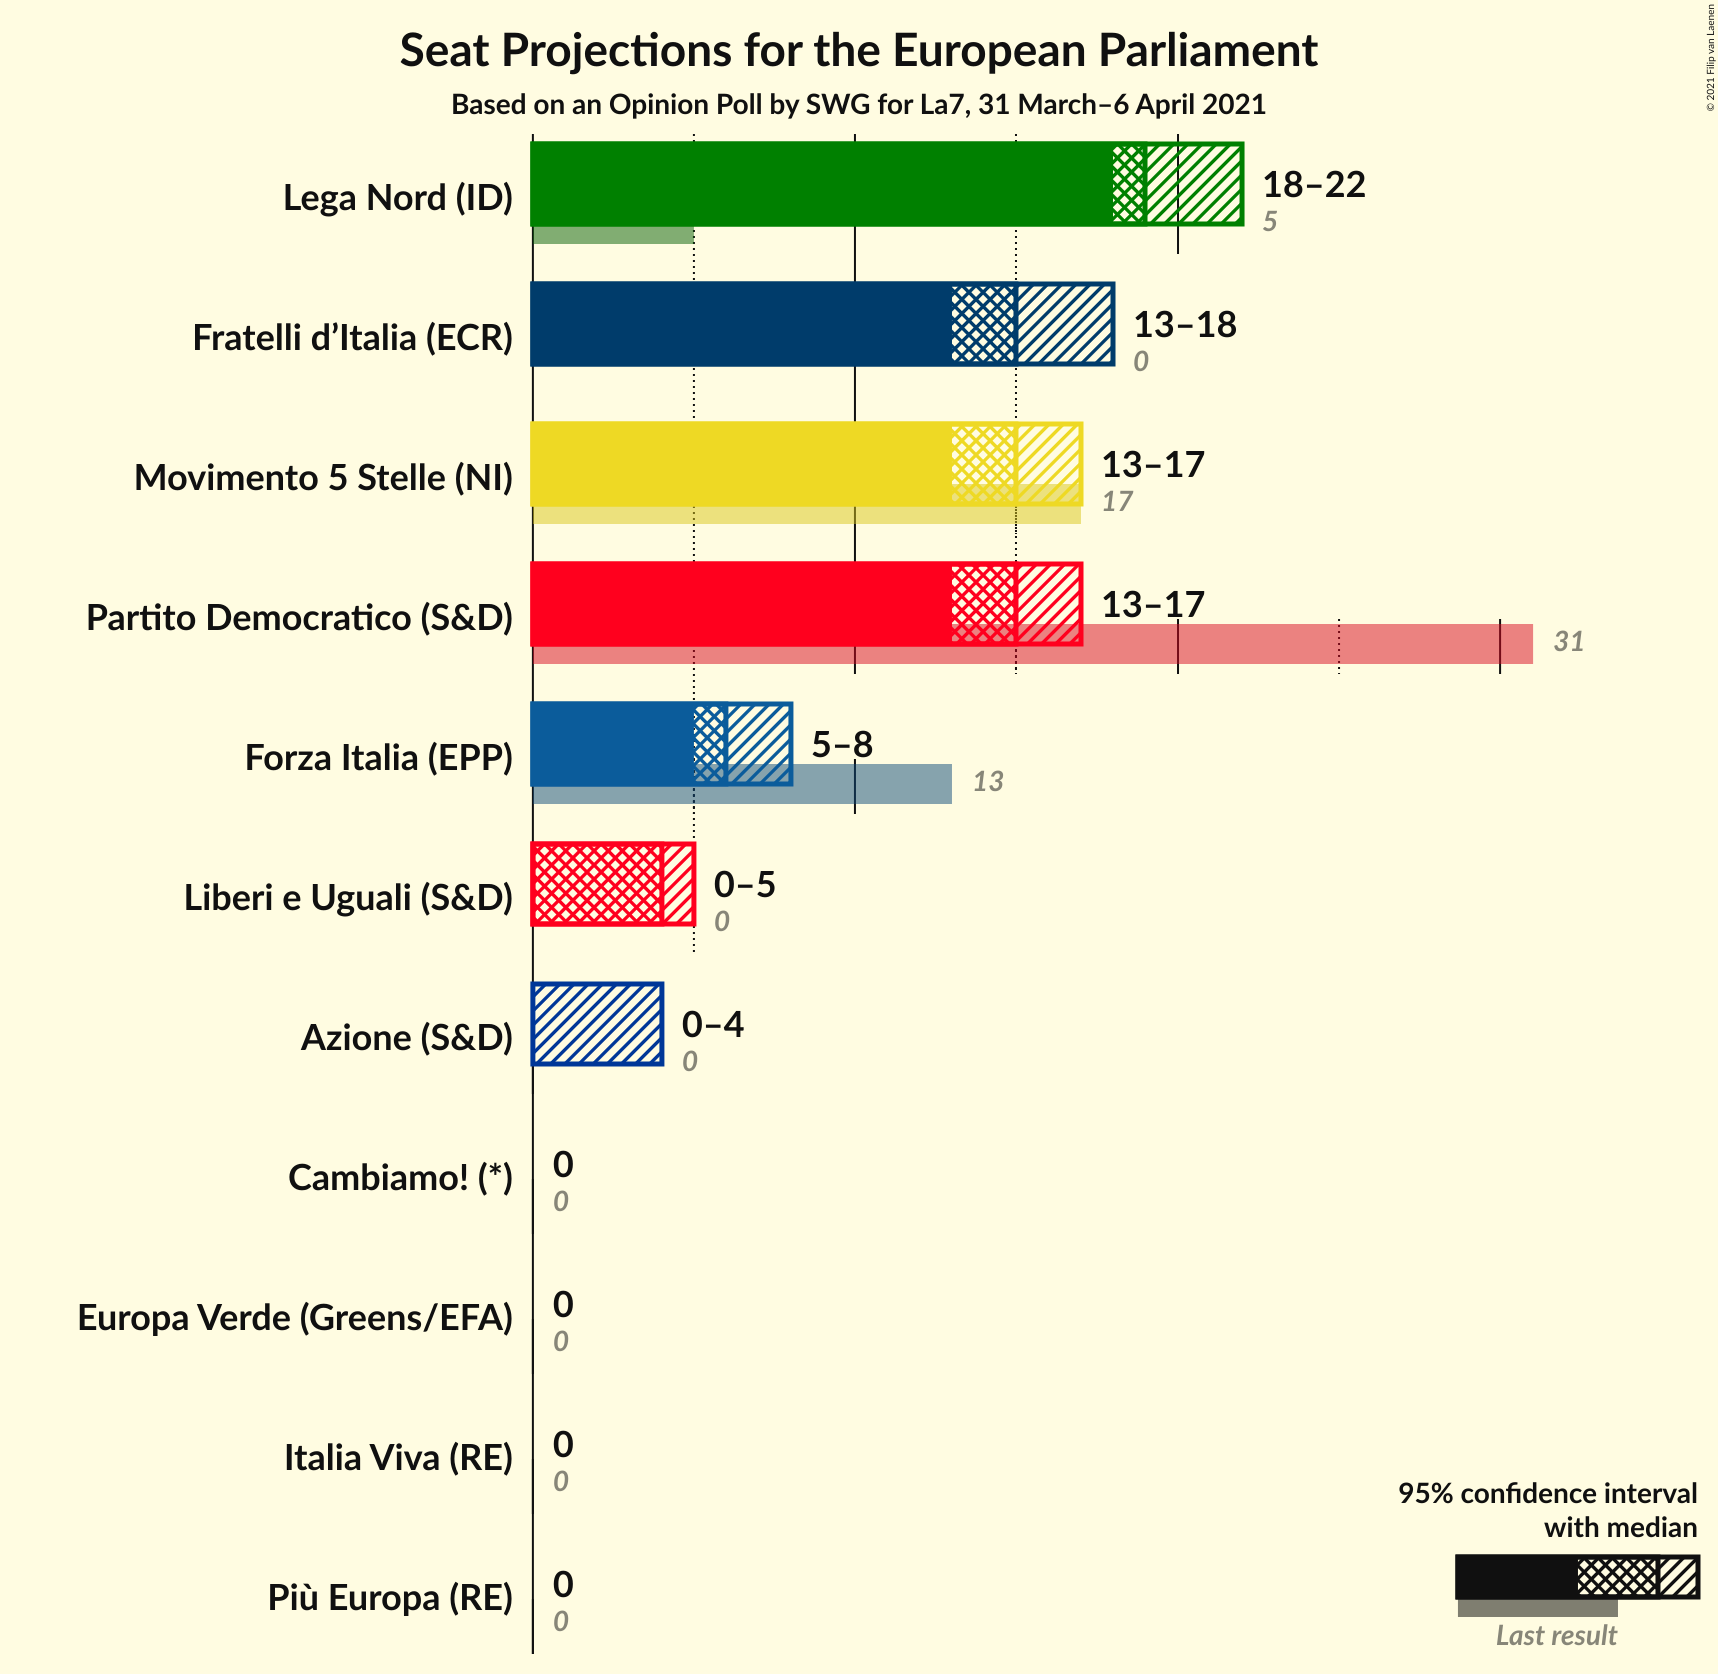 Seat Projections for the European Parliament
Based on an Opinion Poll by SWG for La7, 31 March–6 April 2021
© 2021 Filip van Laenen
Lega Nord (ID)
18–22
5
Fratelli d’Italia (ECR)
13–18
0
Movimento 5 Stelle (NI)
13–17
17
Partito Democratico (S&D)
13–17
31
Forza Italia (EPP)
5–8
13
Liberi e Uguali (S&D)
0–5
0
Azione (S&D)
0–4
0
Cambiamo! (*)
0
0
Europa Verde (Greens/EFA)
0
0
Italia Viva (RE)
0
0
Più Europa (RE)
0
0
95% confidence interval
with median
Last result